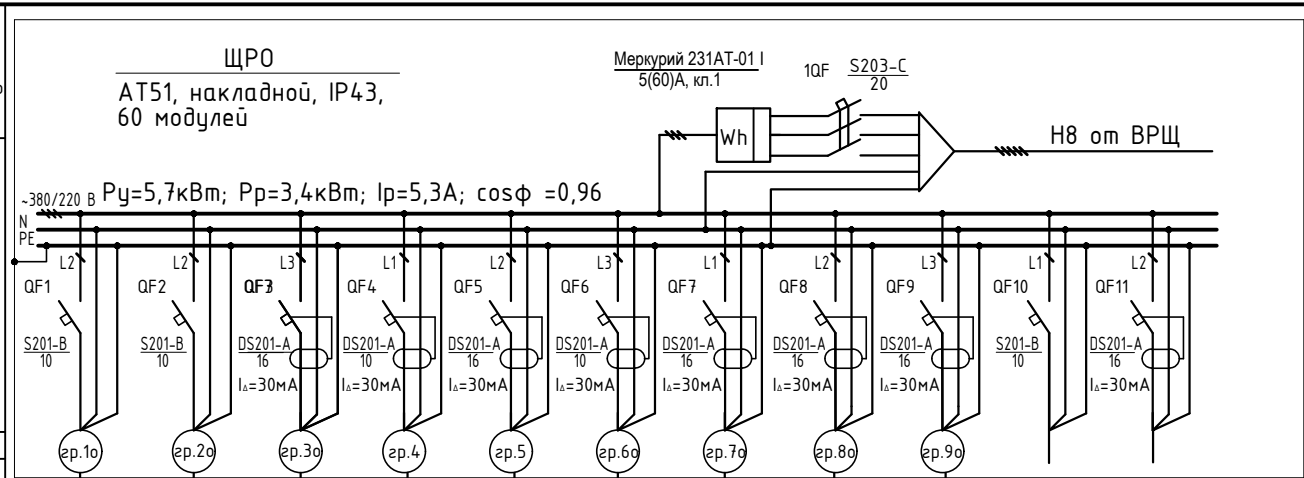 ЩРО
АТ51, накладной, IP43,
60 модулей
Меркурий 231АТ-01 I
5(60)А, кл.1
1QF
S203-C
20
Wh
Н8 от ВРЩ
~380/220 В
Ру=5,7кВт; Рр=3,4кВт; Iр=5,3А; cosφ =0,96
N
PE
L2 L2 L3 L1 L2 L3 L1 L2 L3 L1 L2
QF1 QF2 QF4 QF5 QF6 QF7 QF8 QF9 QF10 QF11
S201-B S201-B DS201-A DS201-A DS201-A DS201-A DS201-A DS201-A DS201-A S201-B DS201-A
10 10 16 10 16 10 16 16 16 10 16
IΔ=30мА IΔ=30мА IΔ=30мА IΔ=30мА IΔ=30мА IΔ=30мА IΔ=30мА IΔ=30мА
гр.1о гр.2о гр.3о гр.4 гр.5 гр.6о гр.7о гр.8о гр.9о